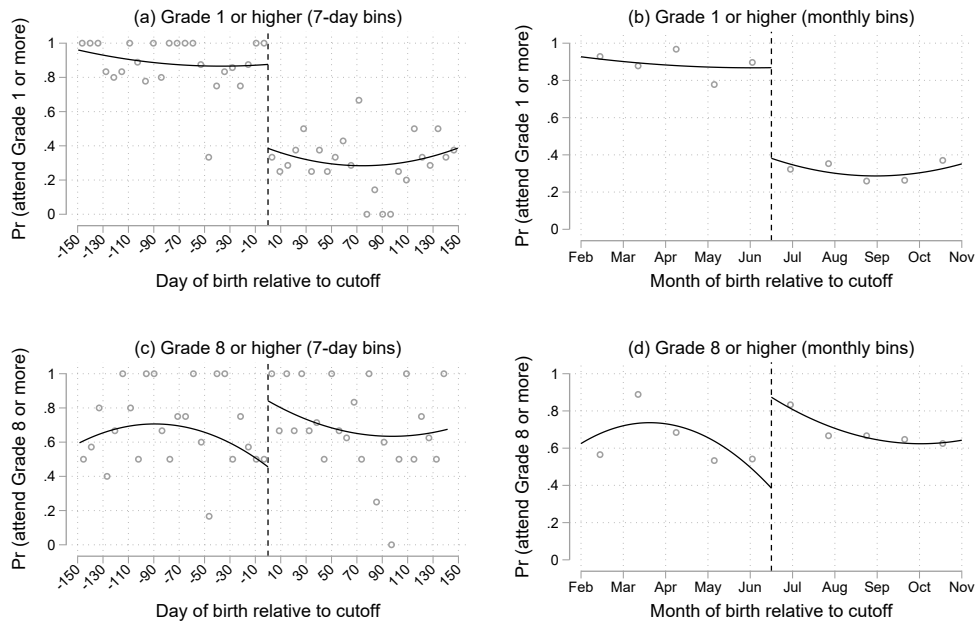 (a) Grade 1 or higher (7-day bins)
Pr (attend Grade 1 or more)
1
.8
.6
.4
.2
0
-150 -130 -110 -90 -70 -50 -30 -10 10 30 50 70 90 110 130 150
Day of birth relative to cutoff
(b) Grade 1 or higher (monthly bins)
Pr (attend Grade 1 or more)
1
.8
.6
.4
.2
0
Feb Mar Apr May Jun Jul Aug Sep Oct Nov
Month of birth relative to cutoff
(c) Grade 8 or higher (7-day bins)
Pr (attend Grade 8 or more)
1
.8
.6
.4
.2
0
-150 -130 -110 -90 -70 -50 -30 -10 10 30 50 70 90 110 130 150
Day of birth relative to cutoff
(d) Grade 8 or higher (monthly bins)
Pr (attend Grade 8 or more)
1
.8
.6
.4
.2
0
Feb Mar Apr May Jun Jul Aug Sep Oct Nov
Month of birth relative to cutoff